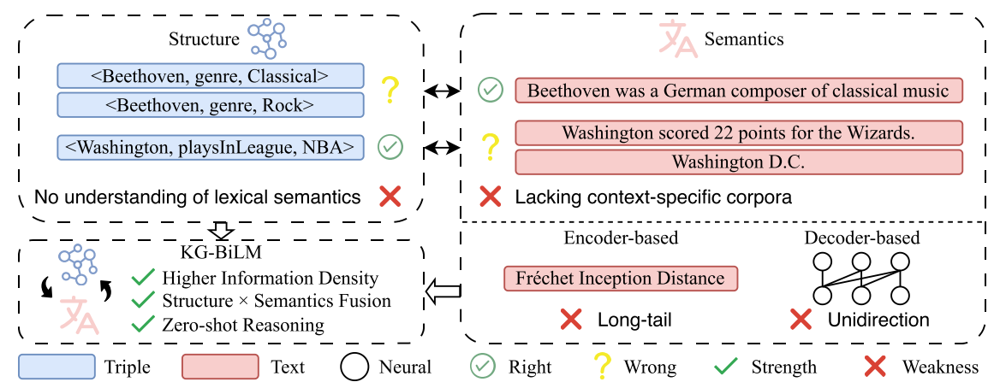 Structure
<Beethoven, genre, Classical>
<Beethoven, genre, Rock>
<Washington, playsInLeague, NBA>
No understanding of lexical semantics
Semantics
Beethoven was a German composer of classical music
Washington scored 22 points for the Wizards.
Washington D.C.
Lacking context-specific corpora
KG-BiLM
Higher Information Density
Structure × Semantics Fusion
Zero-shot Reasoning
Encoder-based
Fréchet Inception Distance
Long-tail
Decoder-based
Unidirection
Triple
Text
Neural
Right
Wrong
Strength
Weakness